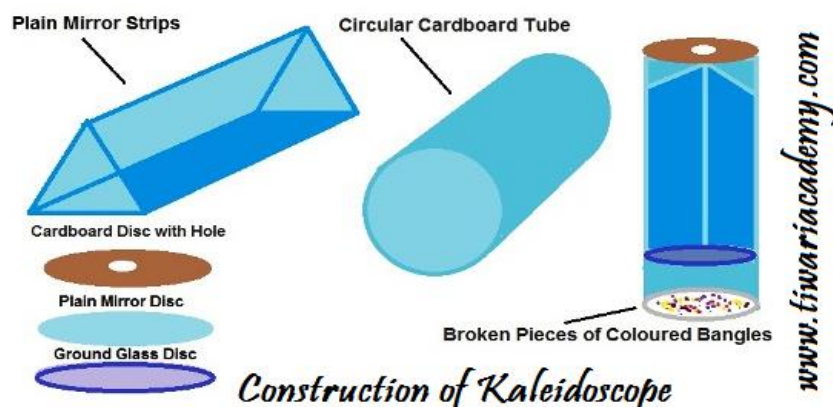 Plain Mirror Strips
Circular Cardboard Tube
Cardboard Disc with Hole
Plain Mirror Disc
Ground Glass Disc
Broken Pieces of Coloured Bangles
Construction of Kaleidoscope
www.tiwariacademy.com